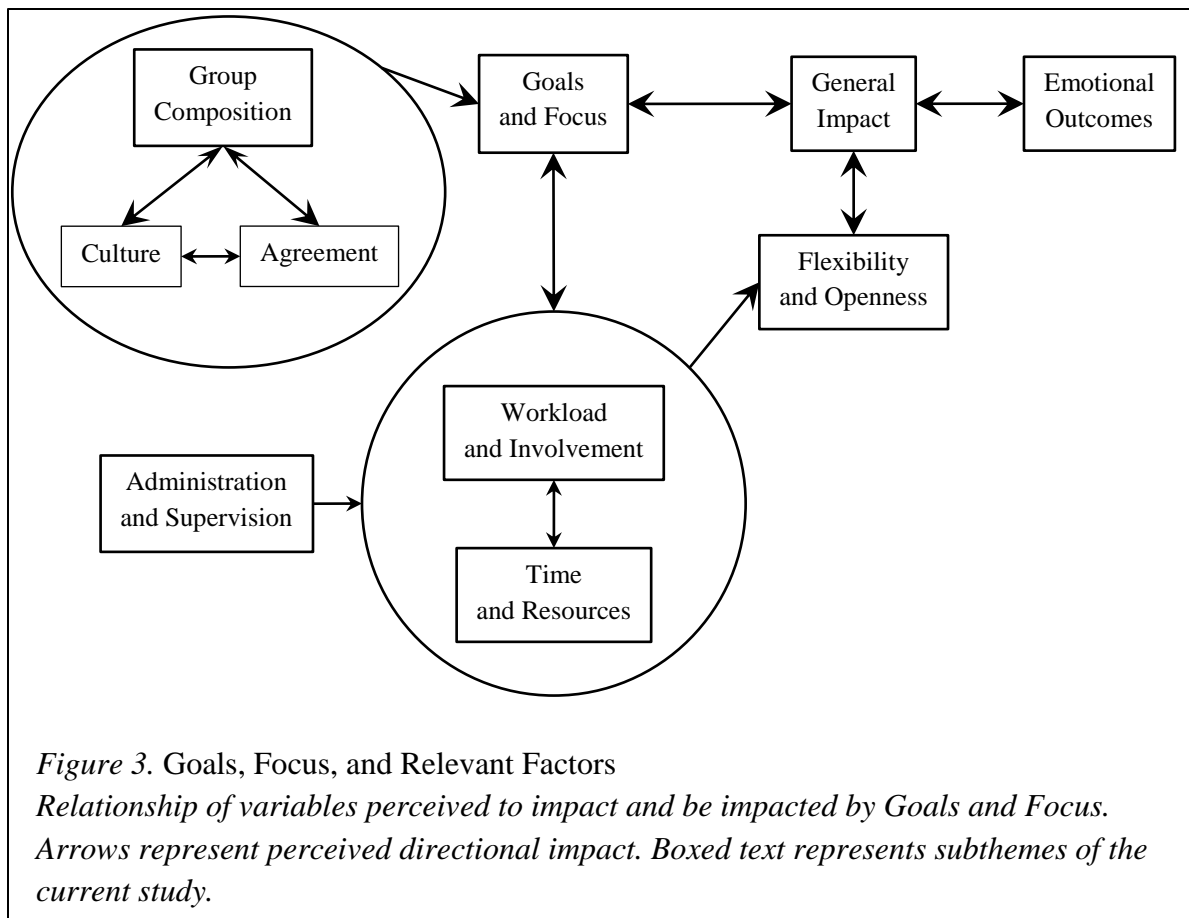 Group
Composition
Culture
Agreement
Goals
and Focus
General
Impact
Emotional
Outcomes
Flexibility
and Openness
Workload
and Involvement
Administration
and Supervision
Time
and Resources
Figure 3. Goals, Focus, and Relevant Factors
Relationship of variables perceived to impact and be impacted by Goals and Focus.
Arrows represent perceived directional impact. Boxed text represents subthemes of the
current study.